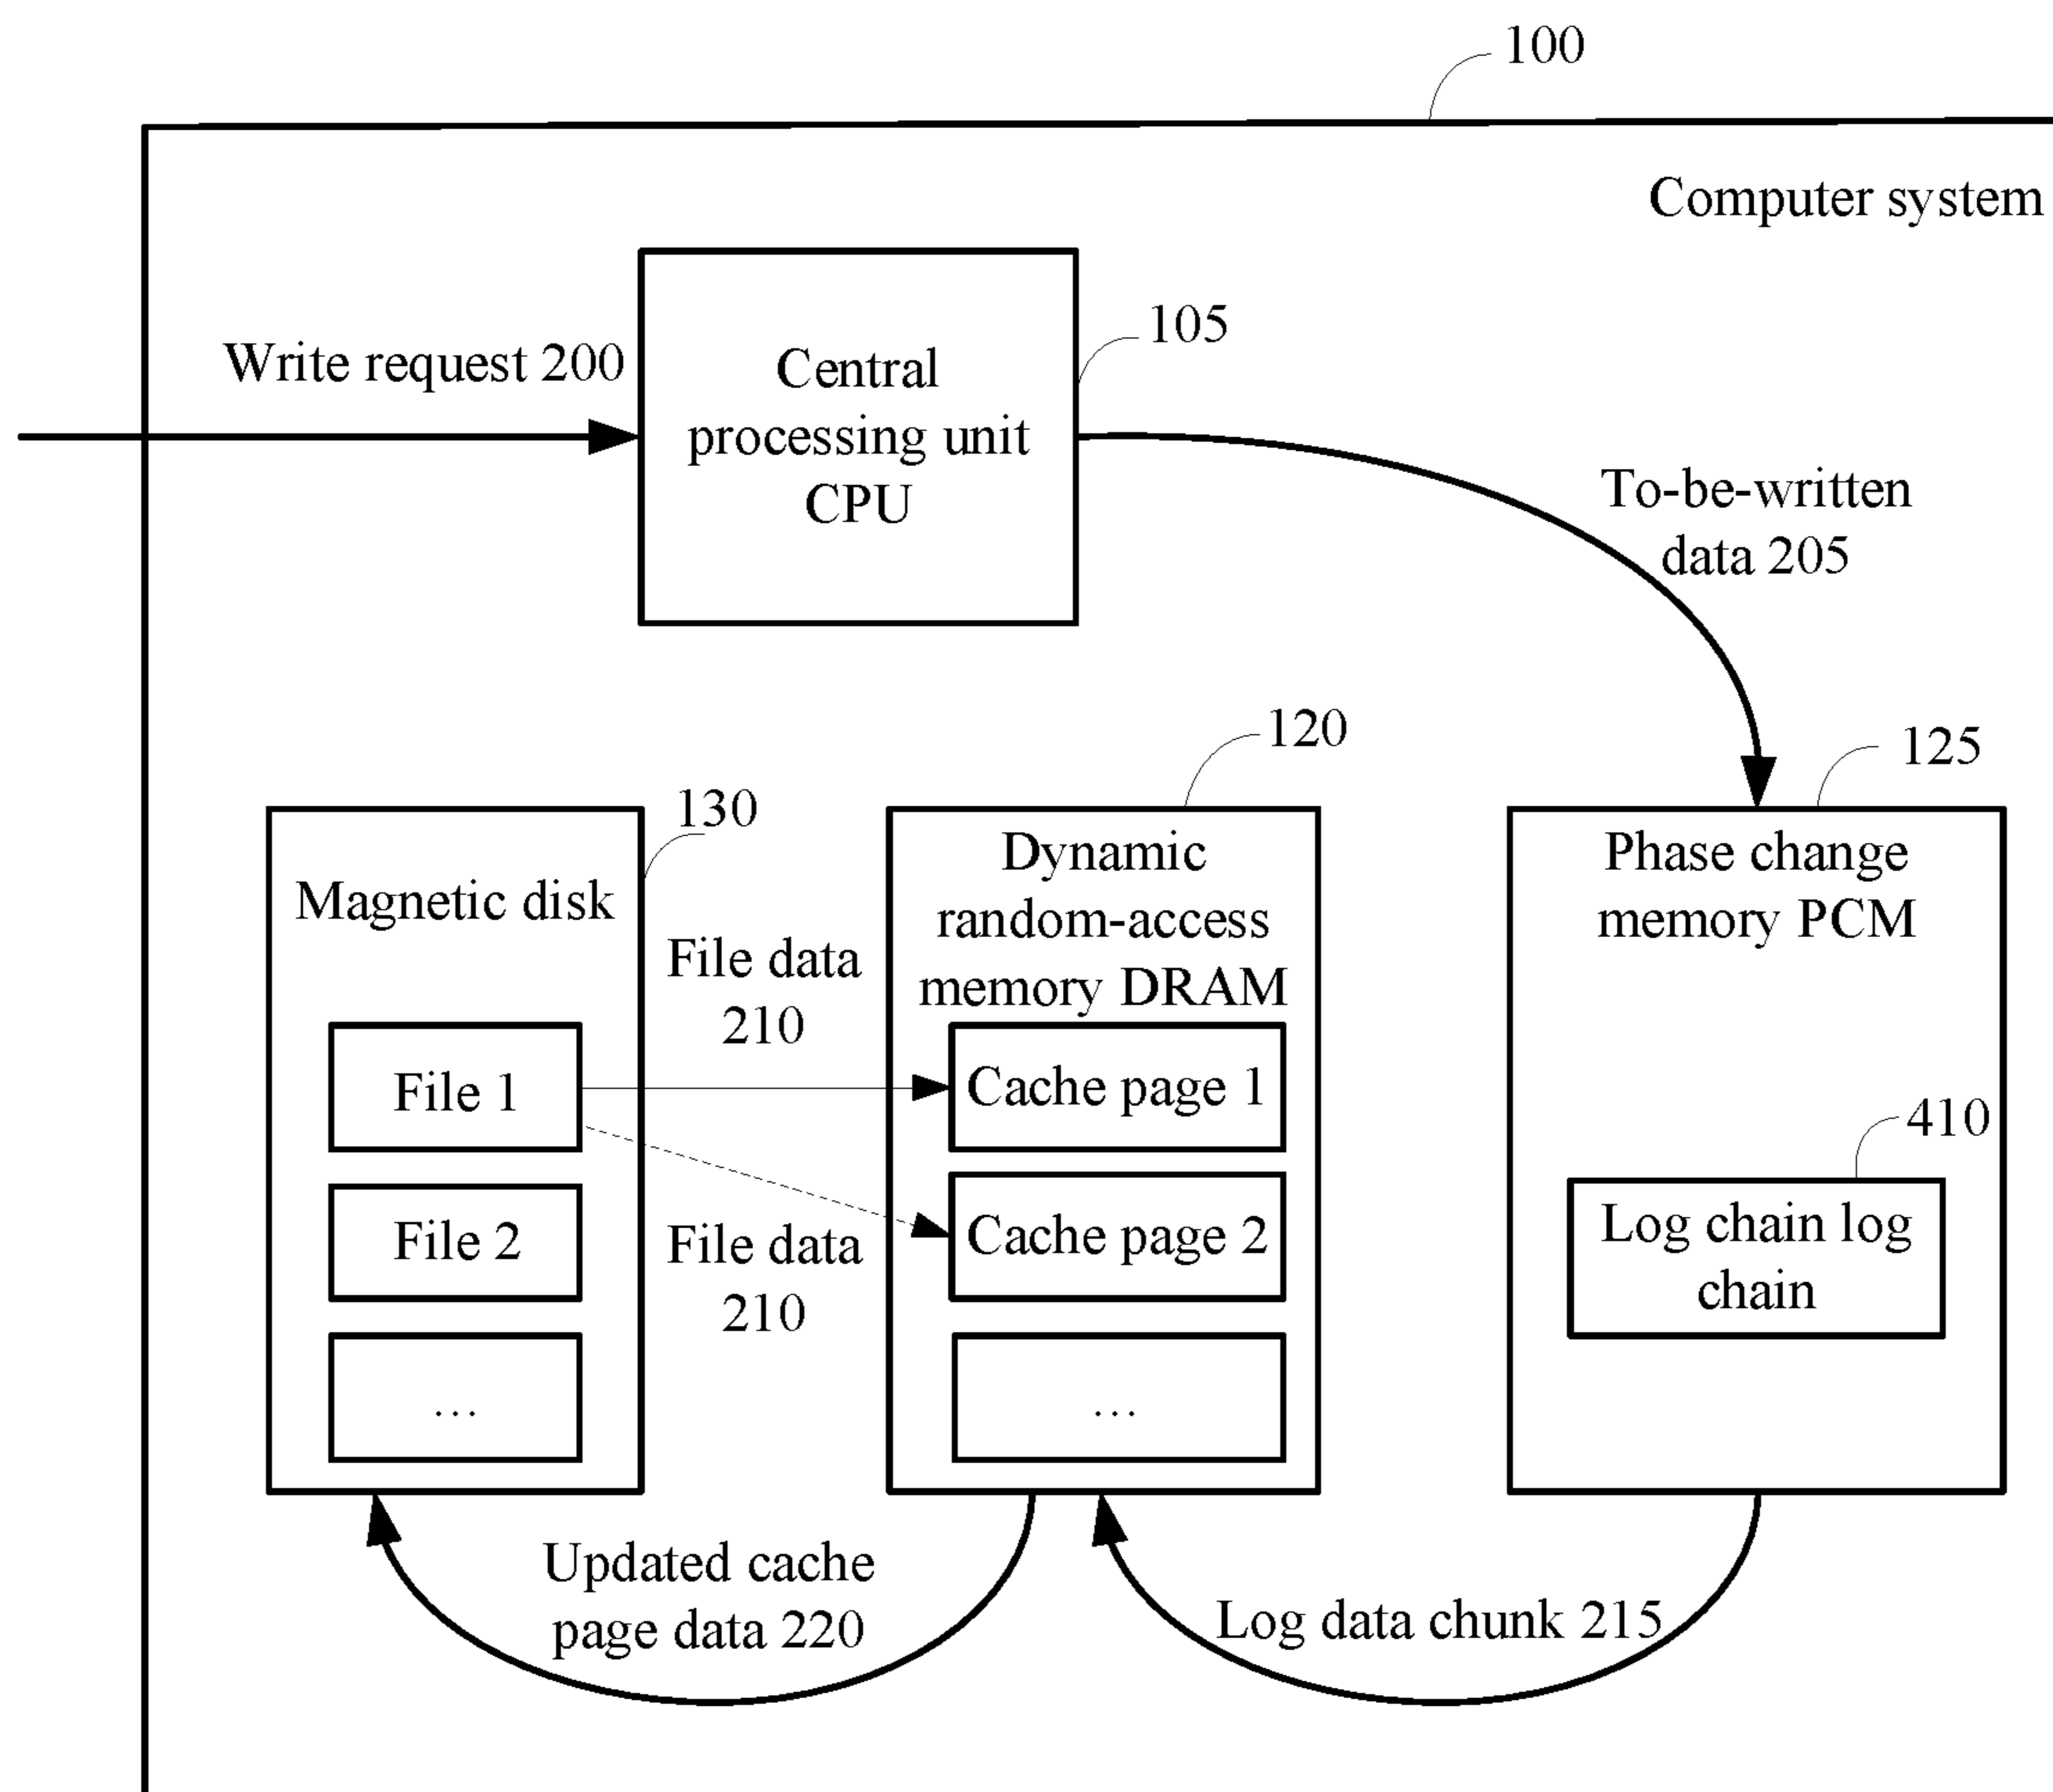 100
Computer system
Write request 200
105
Central
processing unit
CPU
To-be-written
data 205
120
125
130
Magnetic disk
File data
210
File 1
File 2
...
File data
210
Dynamic
random-access
memory DRAM
Cache page 1
Cache page 2
...
Phase change
memory PCM
410
Log chain log
chain
Updated cache
page data 220
Log data chunk 215